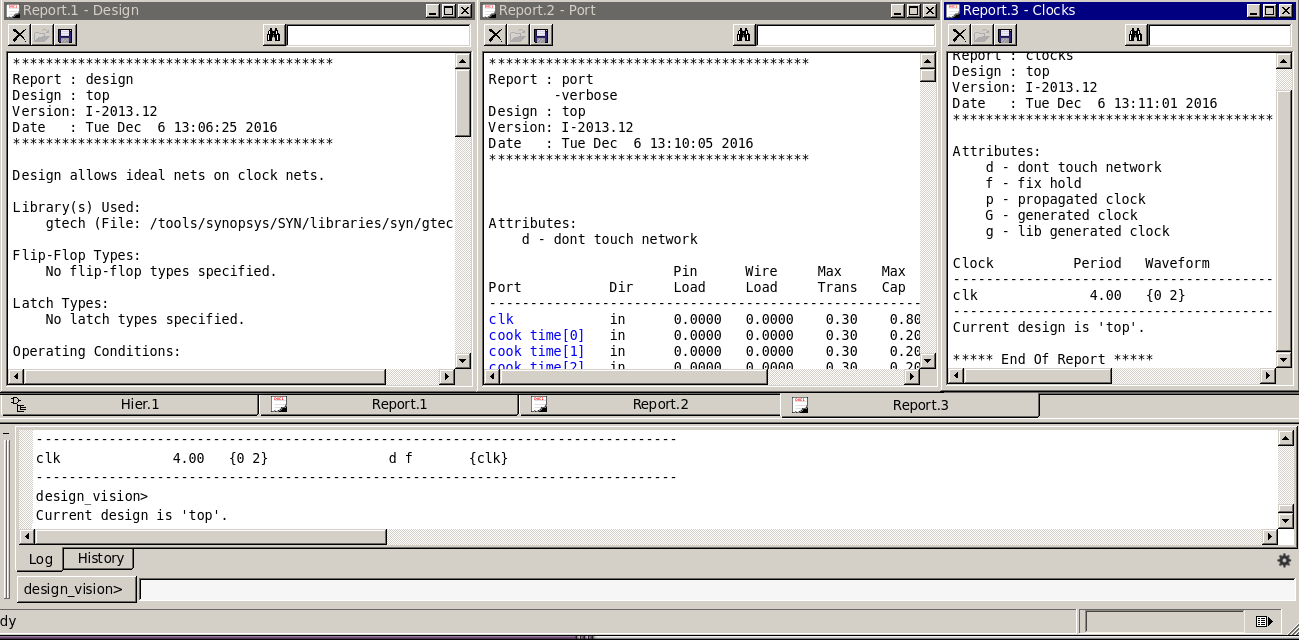 Report.1 - Design
****************************************
Report : design
Design : top
Version: I-2013.12
Date   : Tue Dec  6 13:06:25 2016
****************************************
Design allows ideal nets on clock nets.
Library(s) Used:
    gtech (File: /tools/synopsys/SYN/libraries/syn/gtec
Flip-Flop Types:
    No flip-flop types specified.
Latch Types:
    No latch types specified.
Operating Conditions:
Report.2 - Port
****************************************
Report : port
        -verbose
Design : top
Version: I-2013.12
Date   : Tue Dec  6 13:10:05 2016
****************************************
Attributes:
    d - dont touch network
                       Pin      Wire     Max     Max
Port           Dir     Load     Load     Trans   Cap
-----------------------------------------------------
clk            in      0.0000   0.0000    0.30    0.80
cook_time[0]   in      0.0000   0.0000    0.30    0.20
cook_time[1]   in      0.0000   0.0000    0.30    0.20
cook_time[2]   in      0.0000   0.0000    0.30    0.20
Report.3 - Clocks
Report : clocks
Design : top
Version: I-2013.12
Date   : Tue Dec  6 13:11:01 2016
****************************************
Attributes:
    d - dont touch network
    f - fix hold
    p - propagated clock
    G - generated clock
    g - lib generated clock
Clock          Period   Waveform
----------------------------------------
clk              4.00   {0 2}
----------------------------------------
Current design is 'top'.
***** End Of Report *****
Hier.1
Report.1
Report.2
Report.3
--------------------------------------------------------------------------------
clk              4.00   {0 2}               d f       {clk}
--------------------------------------------------------------------------------
design_vision>
Current design is 'top'.
Log
History
design_vision>
dy